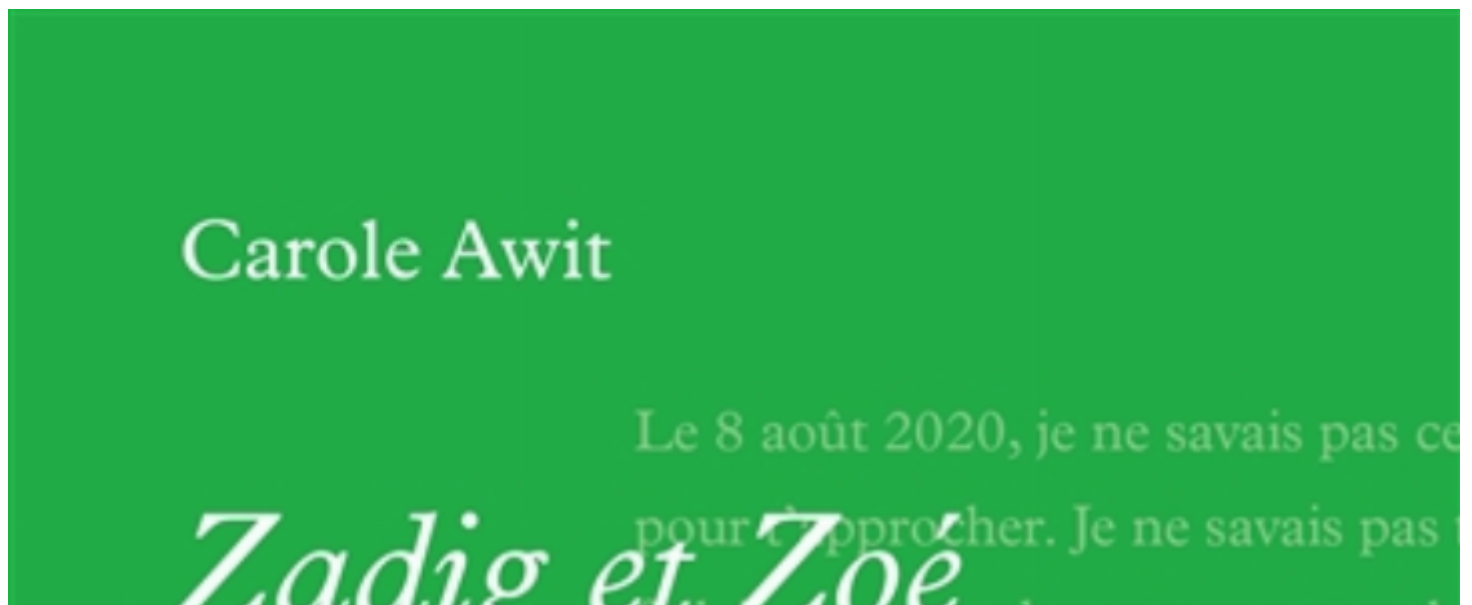 Carole Awit
Le 8 août 2020, je ne savais pas ce
pour t'approcher. Je ne savais pas
Zadig et Zoé